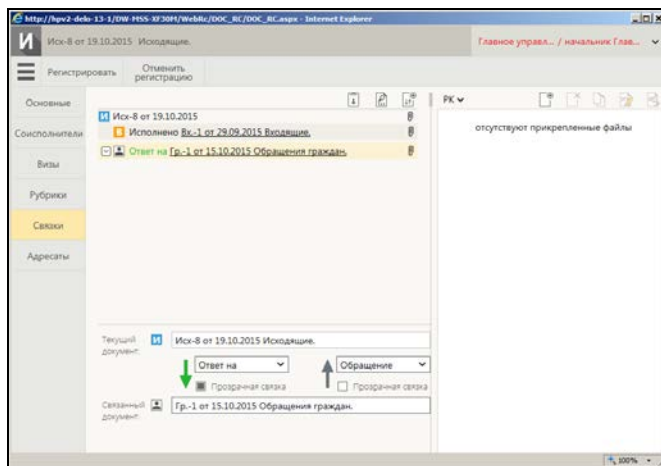 http://hpv2-delo-13-1/DW-MSS-XF30M/WebRc/DOC_RC/DOC_RC.aspx - Internet Explorer
И Исх-8 от 19.10.2015 Исходящие.
Главное управл... / начальник Глав...
Регистрировать
Отменить
регистрацию
Основные
Соисполнители
Визы
Рубрики
Связки
Адресаты
РК
отсутствуют прикрепленные файлы
И Исх-8 от 19.10.2015
Исполнено Вх.-1 от 29.09.2015 Входящие.
Ответ на Гр.-1 от 15.10.2015 Обращения граждан.
Текущий
документ:
И
Исх-8 от 19.10.2015 Исходящие.
Ответ на
Обращение
Прозрачная связка
Прозрачная связка
Связанный
документ:
Гр.-1 от 15.10.2015 Обращения граждан.
100%